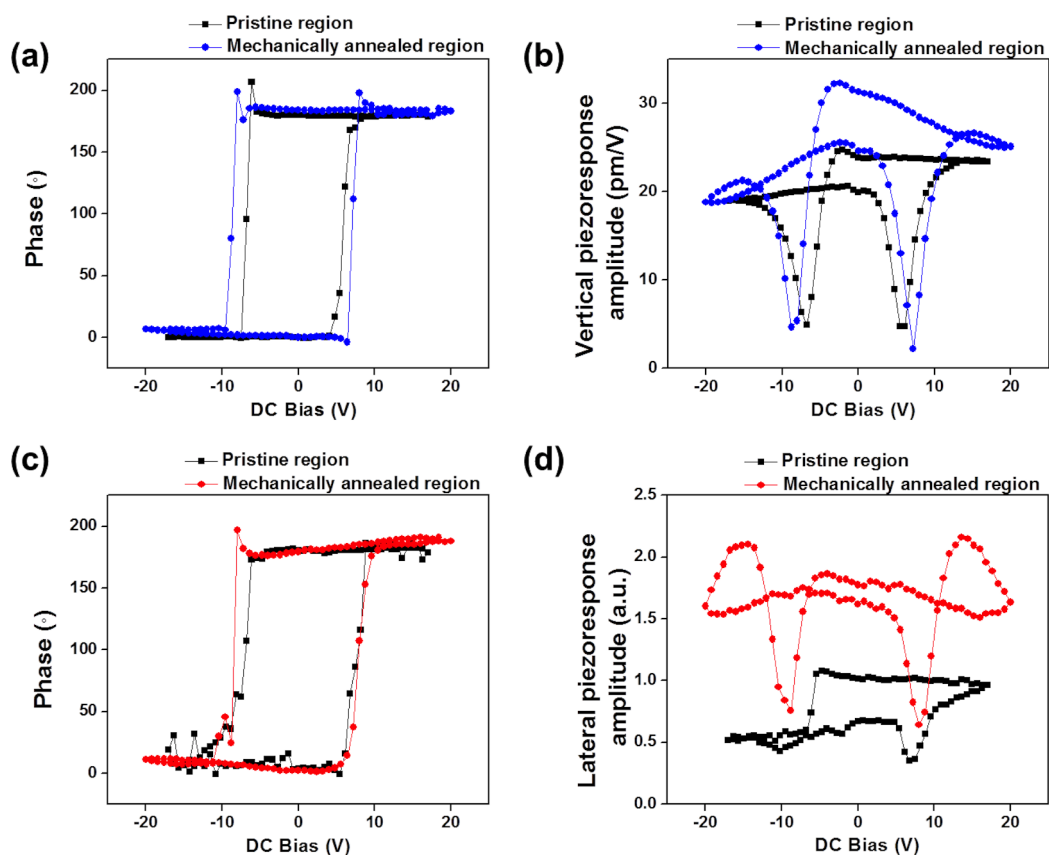 (a)
Pristine region
Mechanically annealed region
Phase (°)
200
150
100
50
0
-20 -10 0 10 20
DC Bias (V)
(b)
Pristine region
Mechanically annealed region
Vertical piezoresponse
amplitude (pm/V)
30
20
10
0
-20 -10 0 10 20
DC Bias (V)
(c)
Pristine region
Mechanically annealed region
Phase (°)
200
150
100
50
0
-20 -10 0 10 20
DC Bias (V)
(d)
Pristine region
Mechanically annealed region
Lateral piezoresponse
amplitude (a.u.)
2.5
2.0
1.5
1.0
0.5
0.0
-20 -10 0 10 20
DC Bias (V)